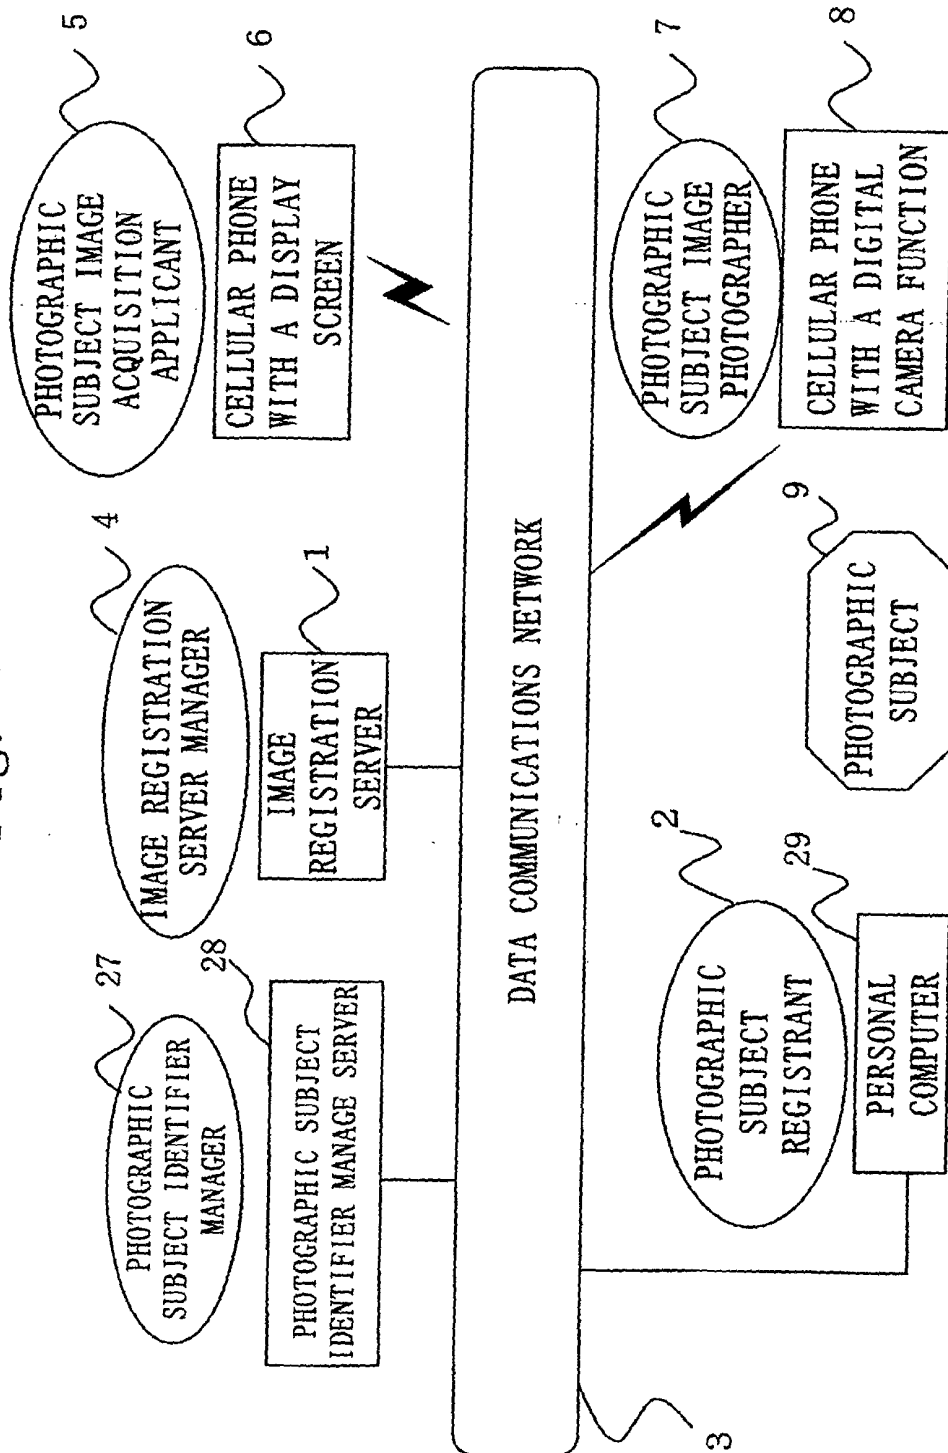 27
PHOTOGRAPHIC
SUBJECT IDENTIFIER
MANAGER
28
PHOTOGRAPHIC SUBJECT
IDENTIFIER MANAGE SERVER
4
IMAGE REGISTRATION
SERVER MANAGER
1
IMAGE
REGISTRATION
SERVER
5
PHOTOGRAPHIC
SUBJECT IMAGE
ACQUISITION
APPLICANT
6
CELLULAR PHONE
WITH A DISPLAY
SCREEN
DATA COMMUNICATIONS NETWORK
3
2
PHOTOGRAPHIC
SUBJECT
REGISTRANT
29
PERSONAL
COMPUTER
9
PHOTOGRAPHIC
SUBJECT
7
PHOTOGRAPHIC
SUBJECT IMAGE
PHOTOGRAPHER
8
CELLULAR PHONE
WITH A DIGITAL
CAMERA FUNCTION